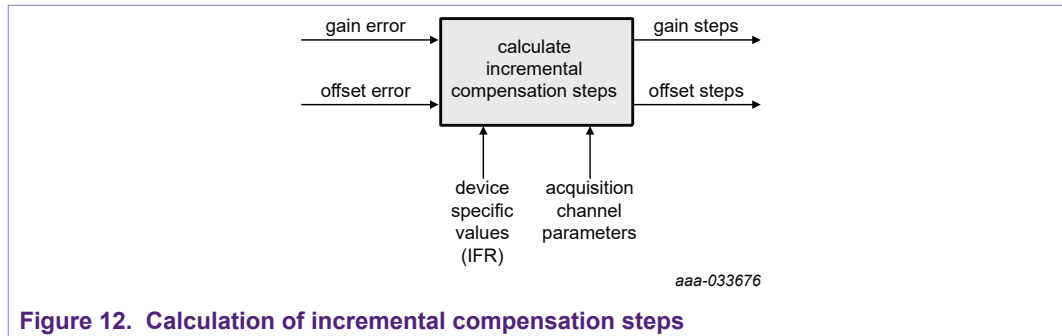 gain error
offset error
calculate
incremental
compensation steps
gain steps
offset steps
device
specific
values
(IFR)
acquisition
channel
parameters
aaa-033676
Figure 12. Calculation of incremental compensation steps